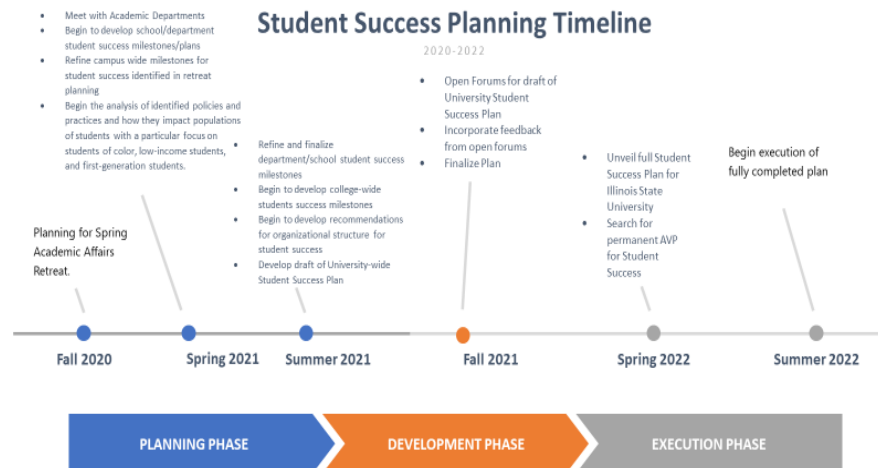 Student Success Planning Timeline
2020-2022
• Meet with Academic Departments
• Begin to develop school/department
student success milestones/plans
• Refine campus wide milestones for
student success identified in retreat
planning
• Begin the analysis of identified policies and
practices and how they impact populations
of students with a particular focus on
students of color, low-income students,
and first-generation students.
Planning for Spring
Academic Affairs
Retreat.
• Refine and finalize
department/school student success
milestones
• Begin to develop college-wide
students success milestones
• Begin to develop recommendations
for organizational structure for
student success
• Develop draft of University-wide
Student Success Plan
• Open Forums for draft of
University Student
Success Plan
• Incorporate feedback
from open forums
• Finalize Plan
• Unveil full Student
Success Plan for
Illinois State
University
• Search for
permanent AVP
for Student
Success
Begin execution of
fully completed plan
Fall 2020
Spring 2021
Summer 2021
Fall 2021
Spring 2022
Summer 2022
PLANNING PHASE
DEVELOPMENT PHASE
EXECUTION PHASE